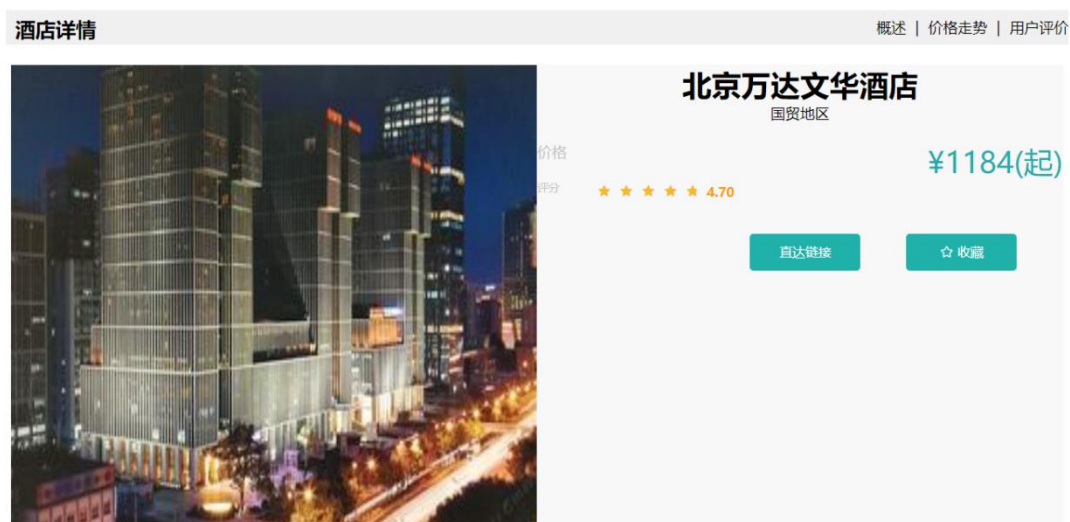 酒店详情
概述 | 价格走势 | 用户评价
北京万达文华酒店
国贸地区
价格
¥1184(起)
评分
4.70
直达链接
收藏